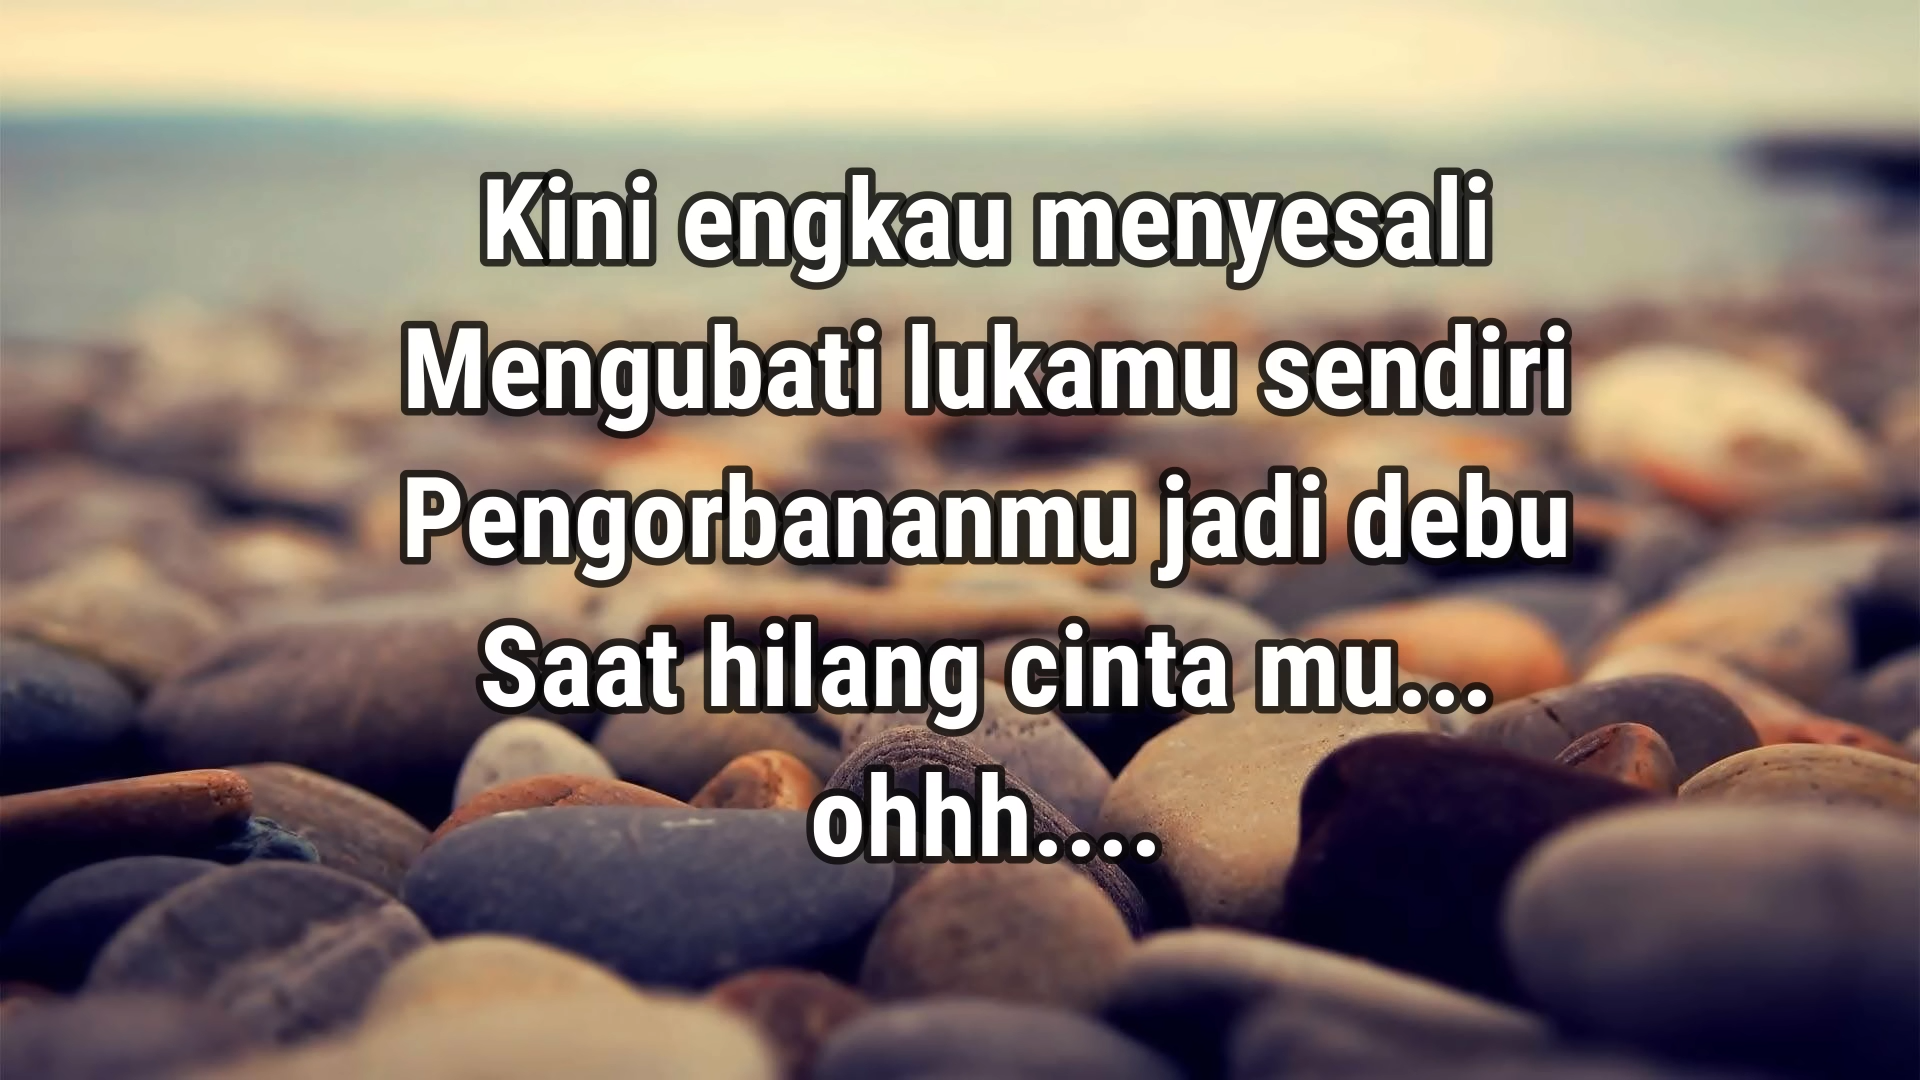 Kini engkau menyesali
Mengubati lukamu sendiri
Pengorbananmu jadi debu
Saat hilang cinta mu...
ohhh....